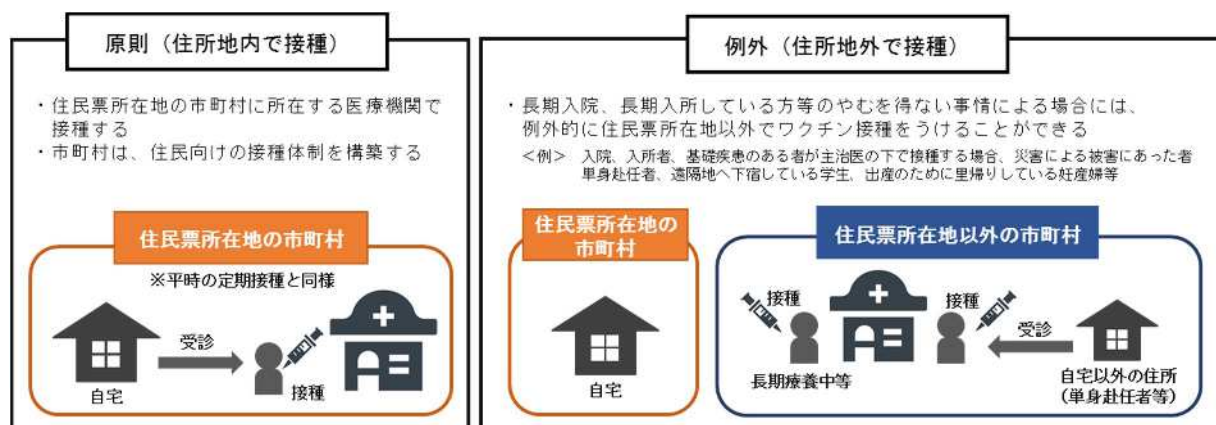 原則（住所地内で接種）
・住民票所在地の市町村に所在する医療機関で
接種する
・市町村は、住民向けの接種体制を構築する
住民票所在地の市町村
※平時の定期接種と同様
受診
自宅
接種
例外（住所地外で接種）
・長期入院、長期入所している方等のやむを得ない事情による場合には、
例外的に住民票所在地以外でワクチン接種をうけることができる
＜例＞ 入院、入所者、基礎疾患のある者が主治医の下で接種する場合、災害による被害にあった者
単身赴任者、遠隔地へ下宿している学生、出産のために里帰りしている妊産婦等
住民票所在地の
市町村
自宅
住民票所在地以外の市町村
接種
接種
受診
長期療養中等
自宅以外の住所
（単身赴任者等）